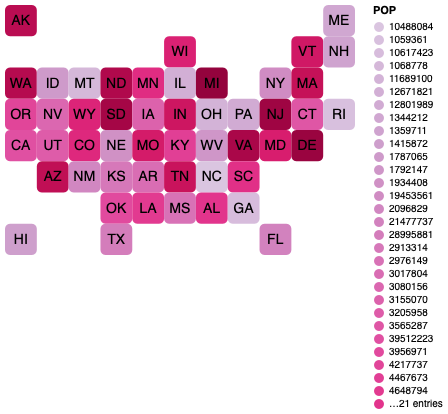 AK ME
WI VT NH
WA ID MT ND MN IL MI NY MA
OR NV WY SD IA IN OH PA NJ CT RI
CA UT CO NE MO KY WV VA MD DE
AZ NM KS AR TN NC SC
OK LA MS AL GA
HI TX FL
POP
10488084
1059361
10617423
1068778
11689100
12671821
12801989
1344212
1359711
1415872
1787065
1792147
1934408
19453561
2096829
21477737
28995881
2913314
2976149
3017804
3080156
3155070
3205958
3565287
39512223
3956971
4217737
4467673
4648794
…21 entries